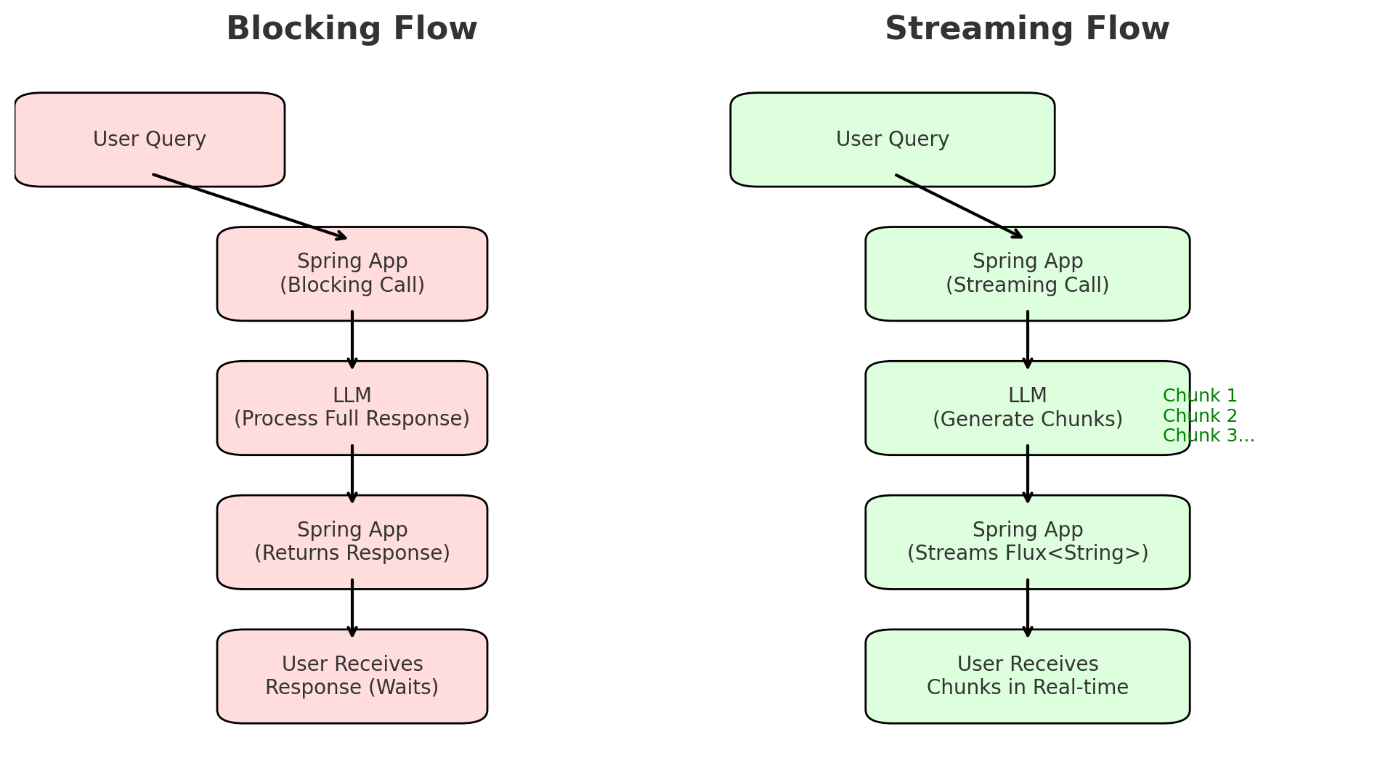 Blocking Flow
User Query
Spring App
(Blocking Call)
LLM
(Process Full Response)
Spring App
(Returns Response)
User Receives
Response (Waits)
Streaming Flow
User Query
Spring App
(Streaming Call)
LLM
(Generate Chunks)
Chunk 1
Chunk 2
Chunk 3...
Spring App
(Streams Flux<String>)
User Receives
Chunks in Real-time